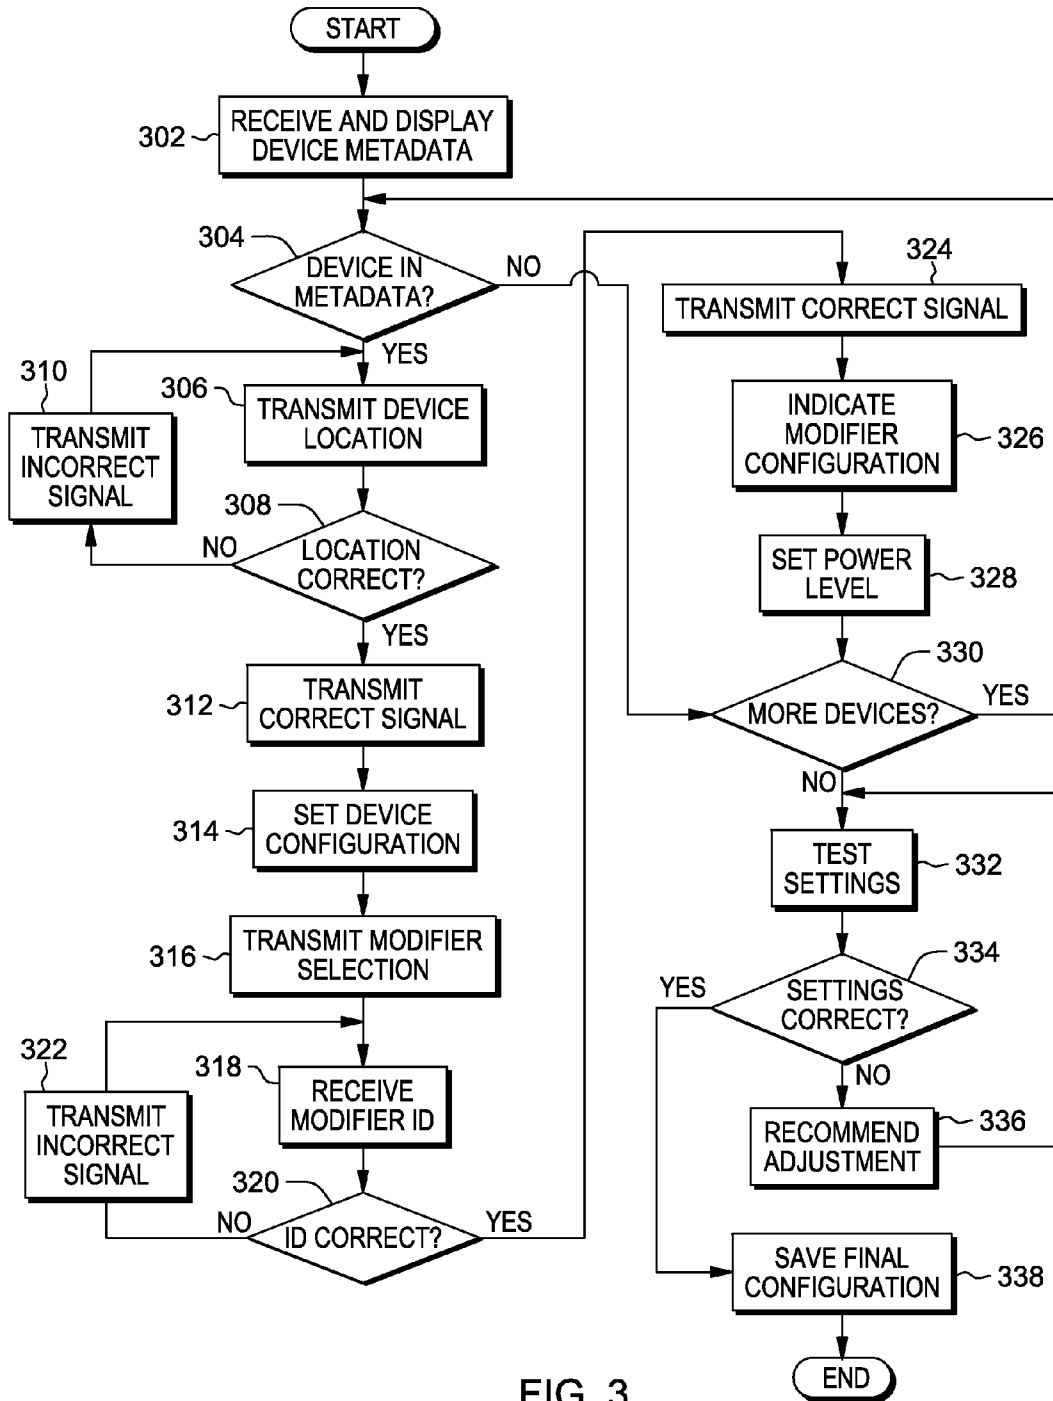 START
302
RECEIVE AND DISPLAY
DEVICE METADATA
304
DEVICE IN
METADATA?
NO
YES
310
TRANSMIT
INCORRECT
SIGNAL
306
TRANSMIT DEVICE
LOCATION
308
LOCATION
CORRECT?
NO
YES
312
TRANSMIT
CORRECT SIGNAL
314
SET DEVICE
CONFIGURATION
316
TRANSMIT MODIFIER
SELECTION
322
TRANSMIT
INCORRECT
SIGNAL
318
RECEIVE
MODIFIER ID
320
ID CORRECT?
NO
YES
324
TRANSMIT CORRECT SIGNAL
INDICATE
MODIFIER
CONFIGURATION
326
SET POWER
LEVEL
328
330
MORE DEVICES?
YES
NO
TEST
SETTINGS
332
334
SETTINGS
CORRECT?
YES
NO
RECOMMEND
ADJUSTMENT
336
SAVE FINAL
CONFIGURATION
338
END
FIG. 3